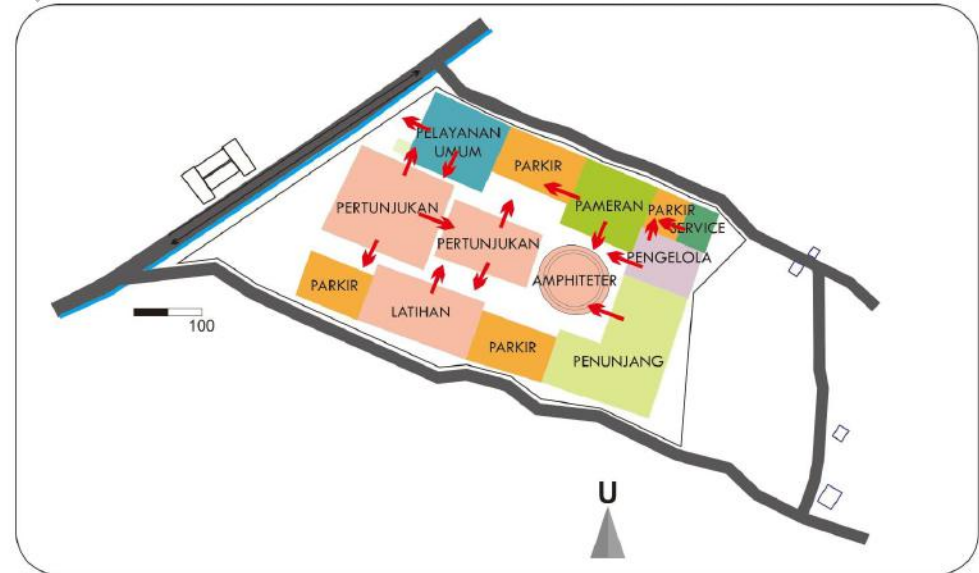 PELAYANAN
UMUM
PARKIR
PAMERAN
PARKIR
SERVICE
PERTUNJUKAN
PERTUNJUKAN
PENGELOLA
AMPHITETER
PARKIR
LATIHAN
PARKIR
PENUNJANG
100
U